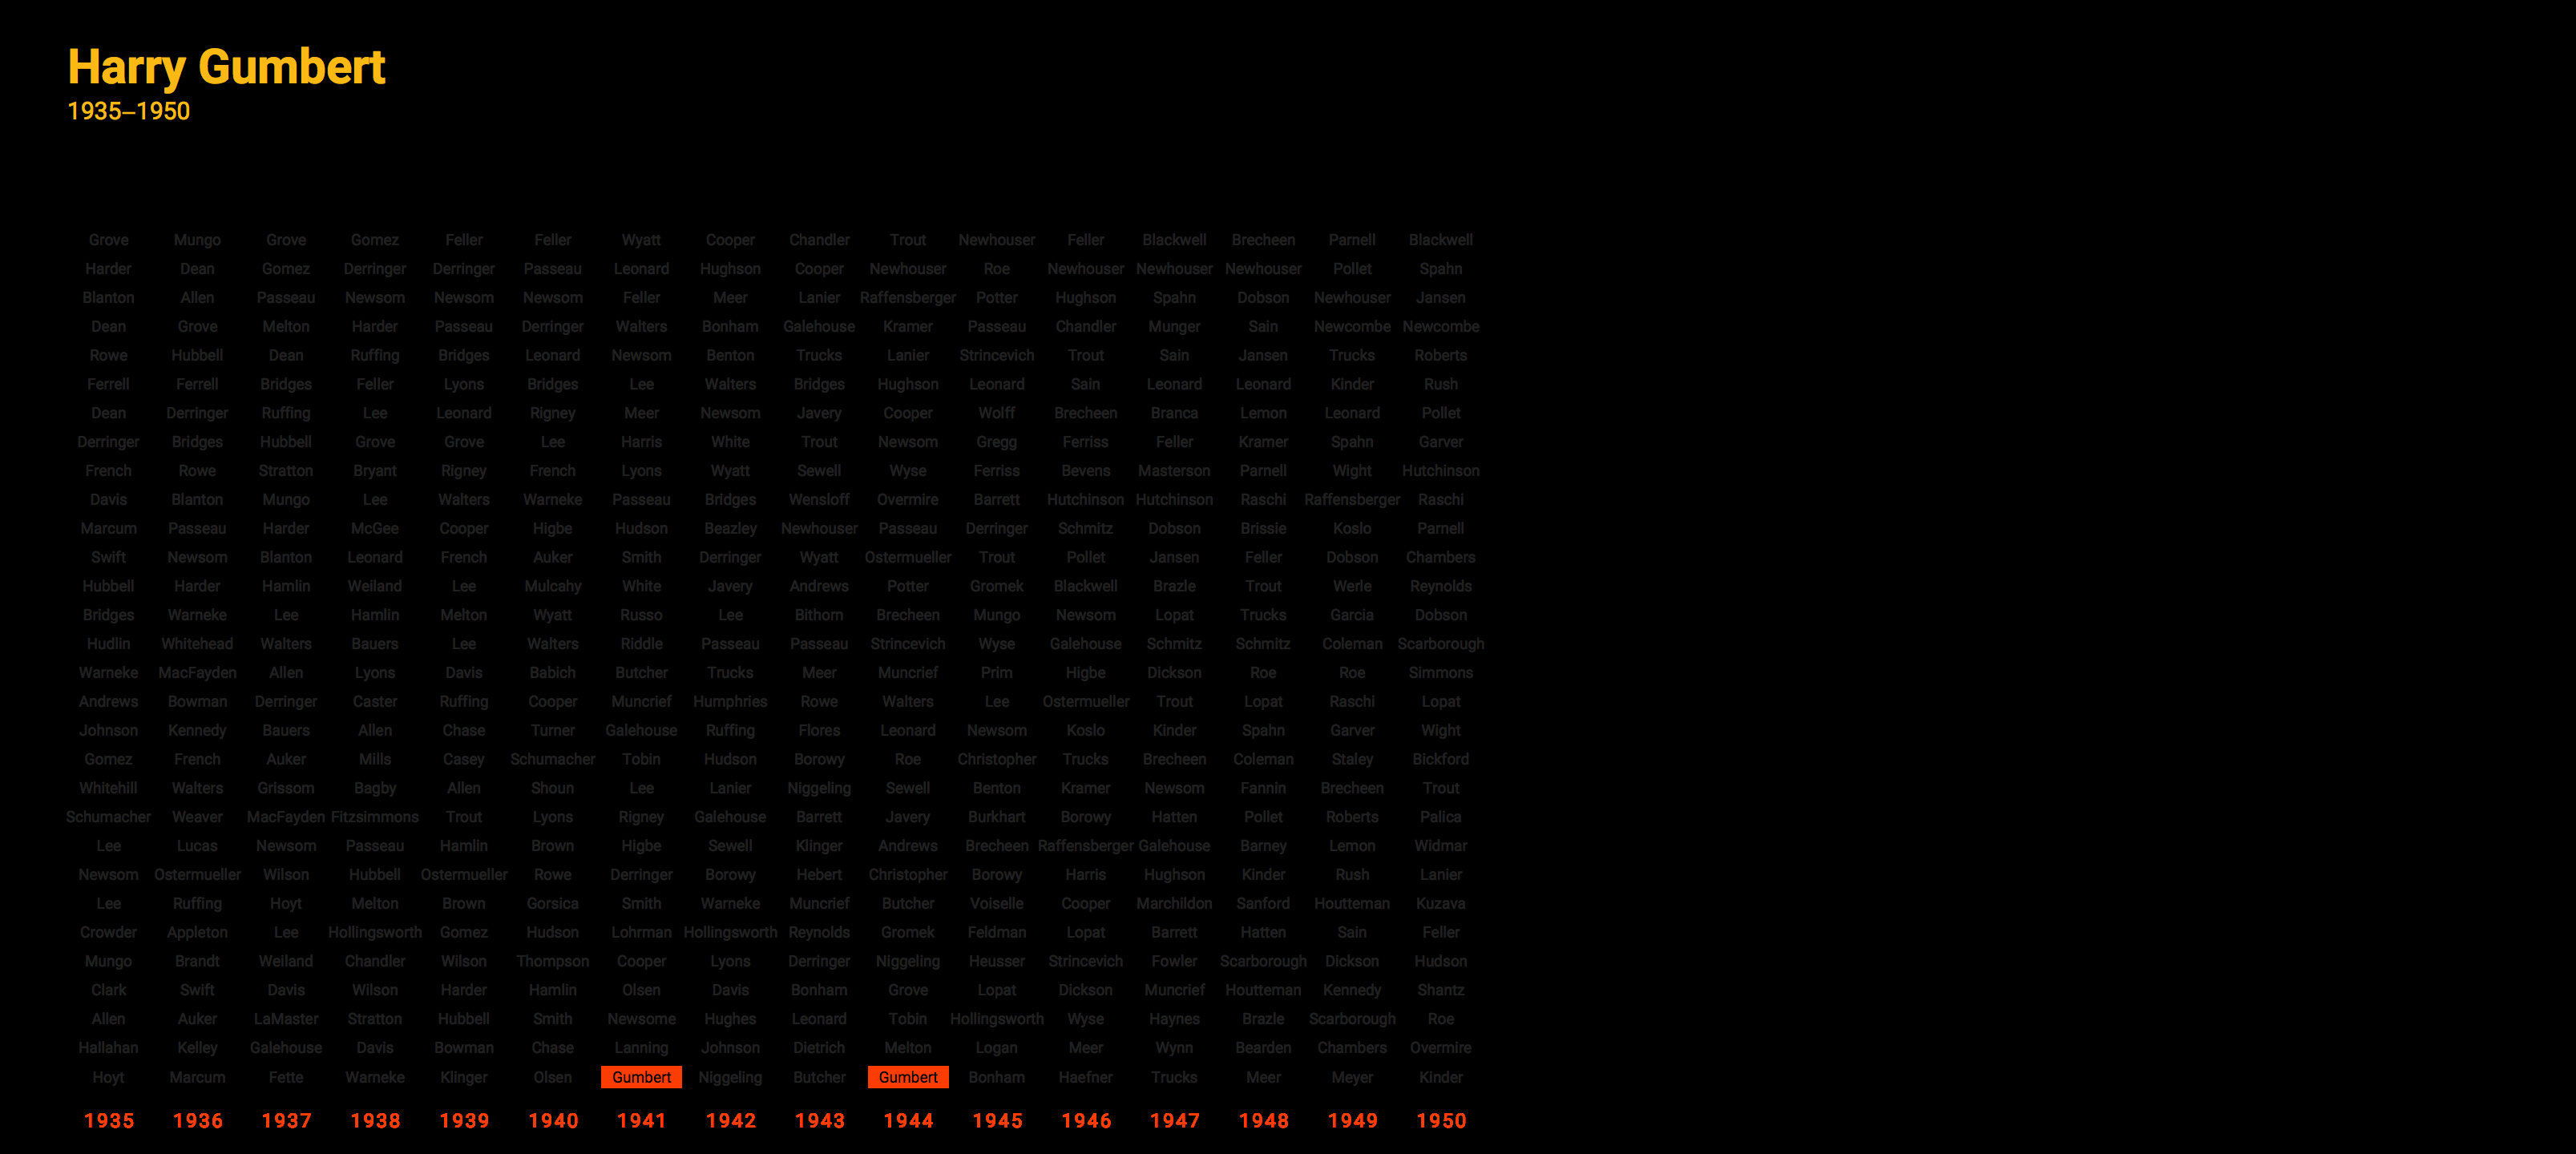 Harry Gumbert
1935–1950
Grove Mungo Grove Gomez Feller Feller Wyatt Cooper Chandler Trout Newhouser Feller Blackwell Brecheen Parnell Blackwell
Harder Dean Gomez Derringer Derringer Passeau Leonard Hughson Cooper Newhouser Roe Newhouser Newhouser Newhouser Pollet Spahn
Blanton Allen Passeau Newsom Newsom Newsom Feller Meer Lanier Raffensberger Potter Hughson Spahn Dobson Newhouser Jansen
Dean Grove Melton Harder Passeau Derringer Walters Bonham Galehouse Kramer Passeau Chandler Munger Sain Newcombe Newcombe
Rowe Hubbell Dean Ruffing Bridges Leonard Newsom Benton Trucks Lanier Strincevich Trout Sain Jansen Trucks Roberts
Ferrell Ferrell Bridges Feller Lyons Bridges Lee Walters Bridges Hughson Leonard Sain Leonard Leonard Kinder Rush
Dean Derringer Ruffing Lee Leonard Rigney Meer Newsom Javery Cooper Wolff Brecheen Branca Lemon Leonard Pollet
Derringer Bridges Hubbell Grove Grove Lee Harris White Trout Newsom Gregg Ferriss Feller Kramer Spahn Garver
French Rowe Stratton Bryant Rigney French Lyons Wyatt Sewell Wyse Ferriss Bevens Masterson Parnell Wight Hutchinson
Davis Blanton Mungo Lee Walters Warneke Passeau Bridges Wensloff Overmire Barrett Hutchinson Hutchinson Raschi Raffensberger Raschi
Marcum Passeau Harder McGee Cooper Higbe Hudson Beazley Newhouser Passeau Derringer Schmitz Dobson Brissie Koslo Parnell
Swift Newsom Blanton Leonard French Auker Smith Derringer Wyatt Ostermueller Trout Pollet Jansen Feller Dobson Chambers
Hubbell Harder Hamlin Weiland Lee Mulcahy White Javery Andrews Potter Gromek Blackwell Brazle Trout Werle Reynolds
Bridges Warneke Lee Hamlin Melton Wyatt Russo Lee Bithorn Brecheen Mungo Newsom Lopat Trucks Garcia Dobson
Hudlin Whitehead Walters Bauers Lee Walters Riddle Passeau Passeau Strincevich Wyse Galehouse Schmitz Schmitz Coleman Scarborough
Warneke MacFayden Allen Lyons Davis Babich Butcher Trucks Meer Muncrief Prim Higbe Dickson Roe Roe Simmons
Andrews Bowman Derringer Caster Ruffing Cooper Muncrief Humphries Rowe Walters Lee Ostermueller Trout Lopat Raschi Lopat
Johnson Kennedy Bauers Allen Chase Turner Galehouse Ruffing Flores Leonard Newsom Koslo Kinder Spahn Garver Wight
Gomez French Auker Mills Casey Schumacher Tobin Hudson Borowy Roe Christopher Trucks Brecheen Coleman Staley Bickford
Whitehill Walters Grissom Bagby Allen Shoun Lee Lanier Niggeling Sewell Benton Kramer Newsom Fannin Brecheen Trout
Schumacher Weaver MacFayden Fitzsimmons Trout Lyons Rigney Galehouse Barrett Javery Burkhart Borowy Hatten Pollet Roberts Palica
Lee Lucas Newsom Passeau Hamlin Brown Higbe Sewell Klinger Andrews Brecheen Raffensberger Galehouse Barney Lemon Widmar
Newsom Ostermueller Wilson Hubbell Ostermueller Rowe Derringer Borowy Hebert Christopher Borowy Harris Hughson Kinder Rush Lanier
Lee Ruffing Hoyt Melton Brown Gorsica Smith Warneke Muncrief Butcher Voiselle Cooper Marchildon Sanford Houtteman Kuzava
Crowder Appleton Lee Hollingsworth Gomez Hudson Lohrman Hollingsworth Reynolds Gromek Feldman Lopat Barrett Hatten Sain Feller
Mungo Brandt Weiland Chandler Wilson Thompson Cooper Lyons Derringer Niggeling Heusser Strincevich Fowler Scarborough Dickson Hudson
Clark Swift Davis Wilson Harder Hamlin Olsen Davis Bonham Grove Lopat Dickson Muncrief Houtteman Kennedy Shantz
Allen Auker LaMaster Stratton Hubbell Smith Newsome Hughes Leonard Tobin Hollingsworth Wyse Haynes Brazle Scarborough Roe
Hallahan Kelley Galehouse Davis Bowman Chase Lanning Johnson Dietrich Melton Logan Meer Wynn Bearden Chambers Overmire
Hoyt Marcum Fette Warneke Klinger Olsen Gumbert Niggeling Butcher Gumbert Bonham Haefner Trucks Meer Meyer Kinder
1935 1936 1937 1938 1939 1940 1941 1942 1943 1944 1945 1946 1947 1948 1949 1950